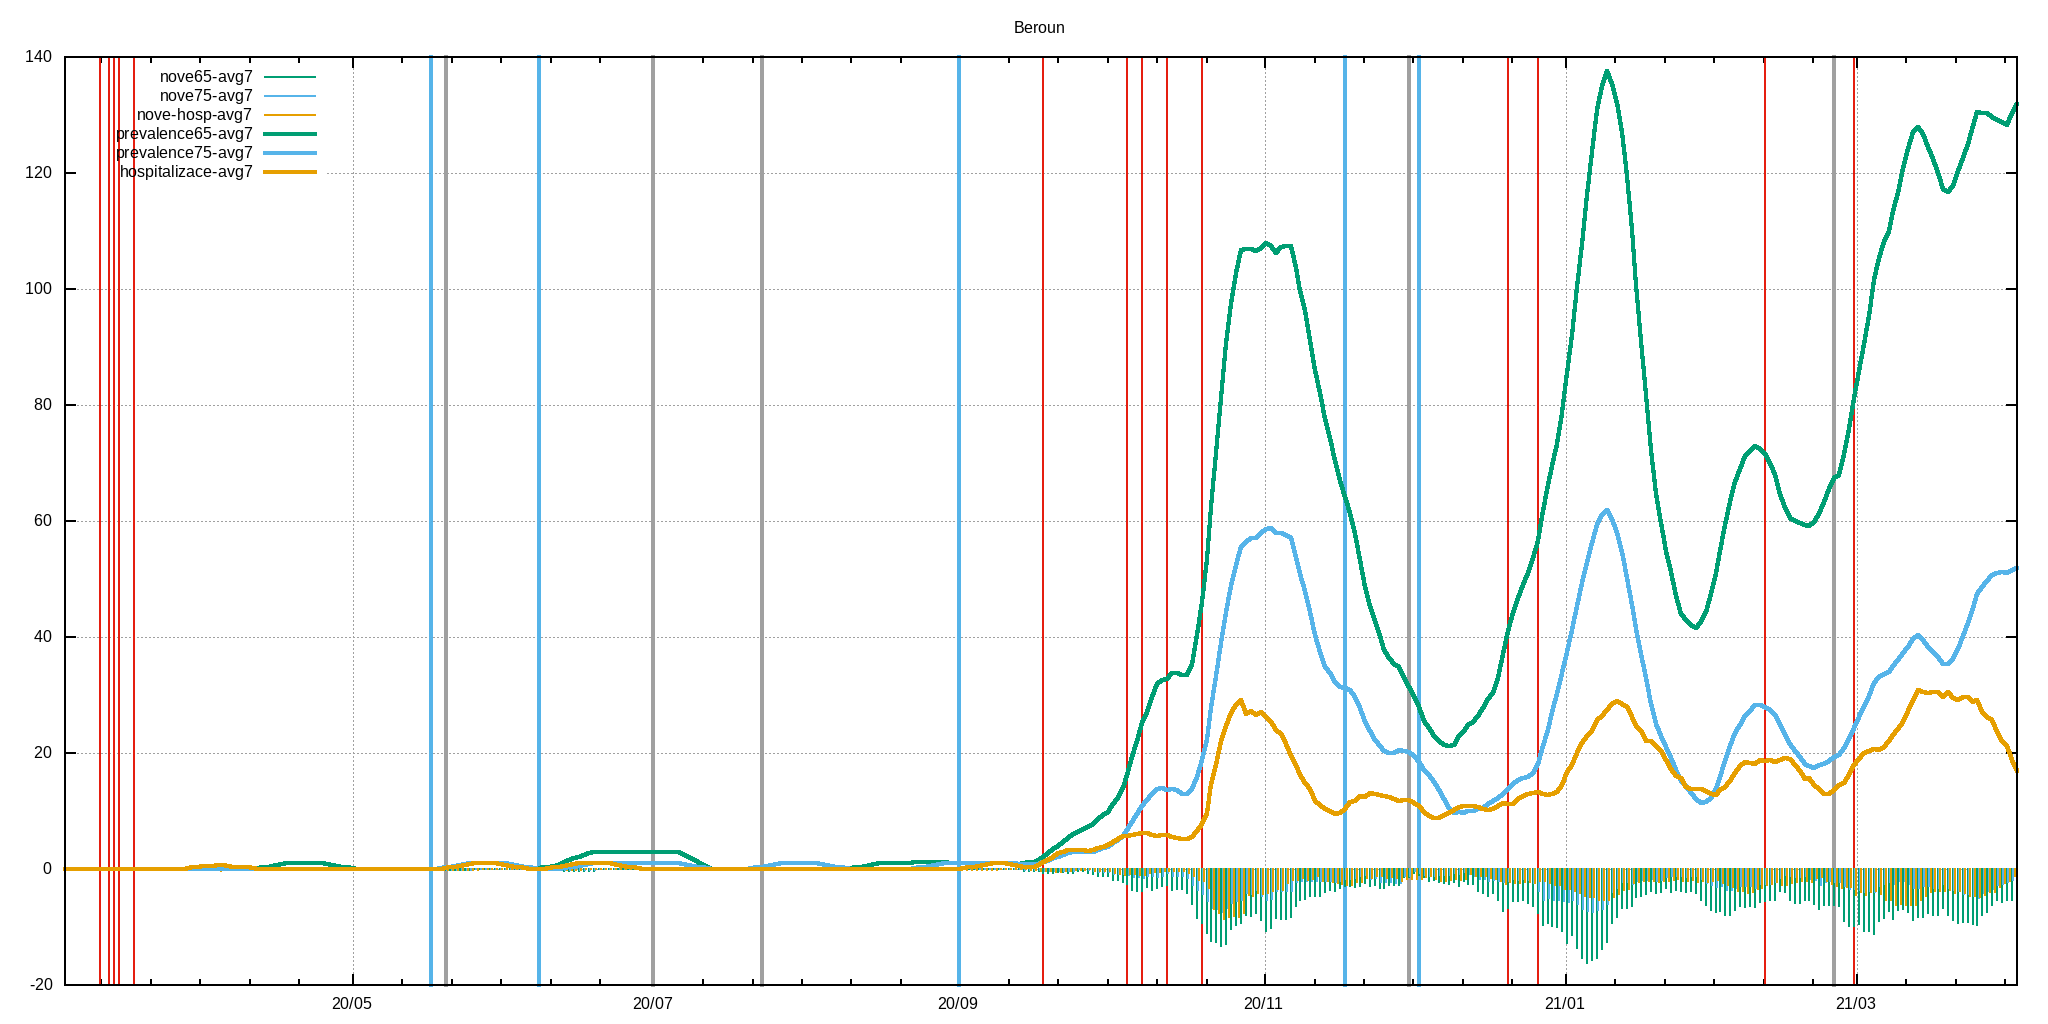 Beroun
140
120
100
80
60
40
20
0
-20
nove65-avg7
nove75-avg7
nove-hosp-avg7
prevalence65-avg7
prevalence75-avg7
hospitalizace-avg7
20/05 20/07 20/09 20/11 21/01 21/03